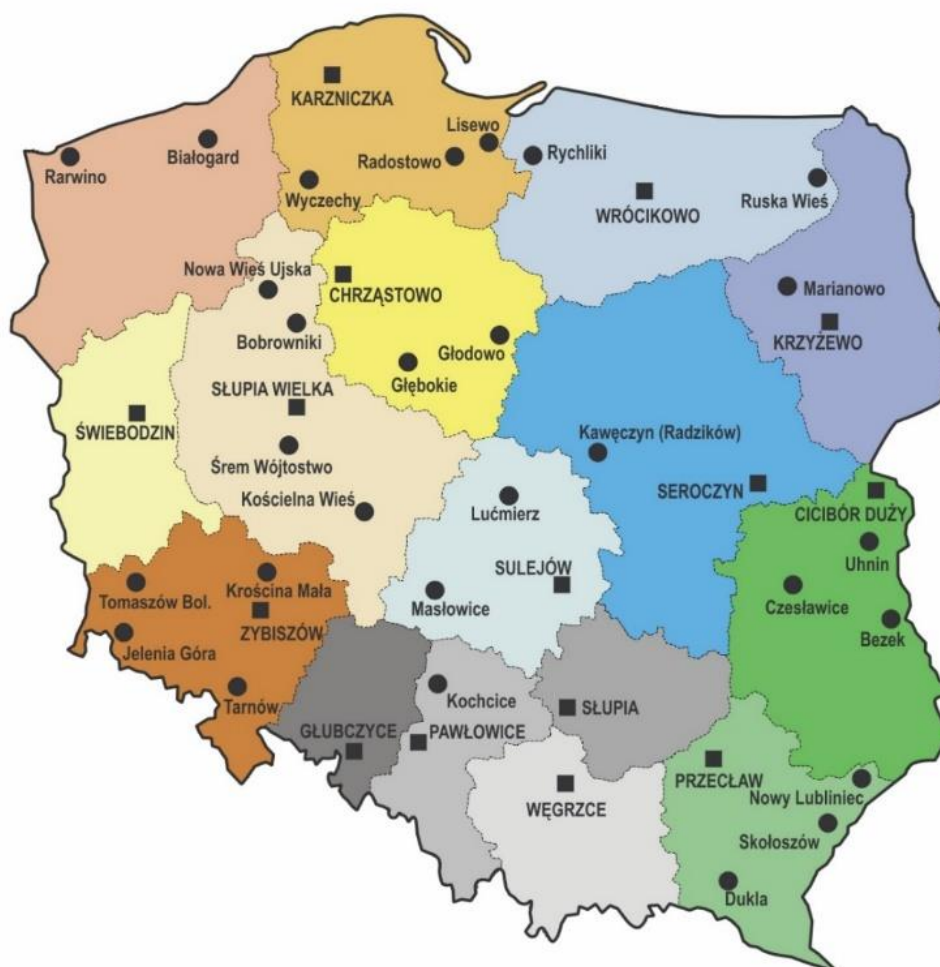 KARZNICZKA
Lisewo
Białogard
Radostowo
Rychliki
Rarwino
Wyczechy
WRÓCIKOWO
Ruska Wieś
Nowa Wieś Ujska
CHRZĄSTOWO
Marianowo
Bobrowniki
Głodowo
KRZYŻEWO
Głębokie
SŁUPIA WIELKA
ŚWIEBODZIN
Śrem Wójtostwo
Kawęczyn (Radzików)
Kościelna Wieś
Lućmierz
SEROCZYN
CICIBÓR DUŻY
Uhnin
SULEJÓW
Tomaszów Bol.
Krościna Mała
Masłowice
Czesławice
ZYBISZÓW
Bezek
Jelenia Góra
Kochcice
Tarnów
SŁUPIA
GŁUBCZYCE
PAWŁOWICE
PRZECŁAW
Nowy Lubliniec
WĘGRZCE
Skołoszów
Dukla